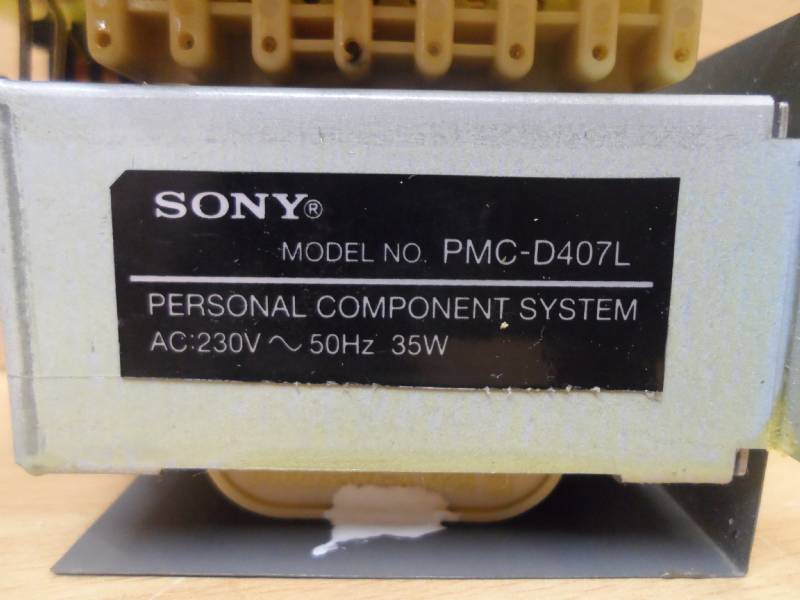 SONY®
MODEL NO. PMC-D407L
PERSONAL COMPONENT SYSTEM
AC:230V ～ 50Hz 35W